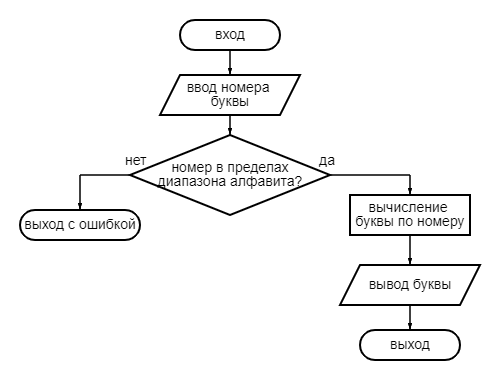 вход
ввод номера
буквы
нет
да
номер в пределах
диапазона алфавита?
выход с ошибкой
вычисление
буквы по номеру
вывод буквы
выход